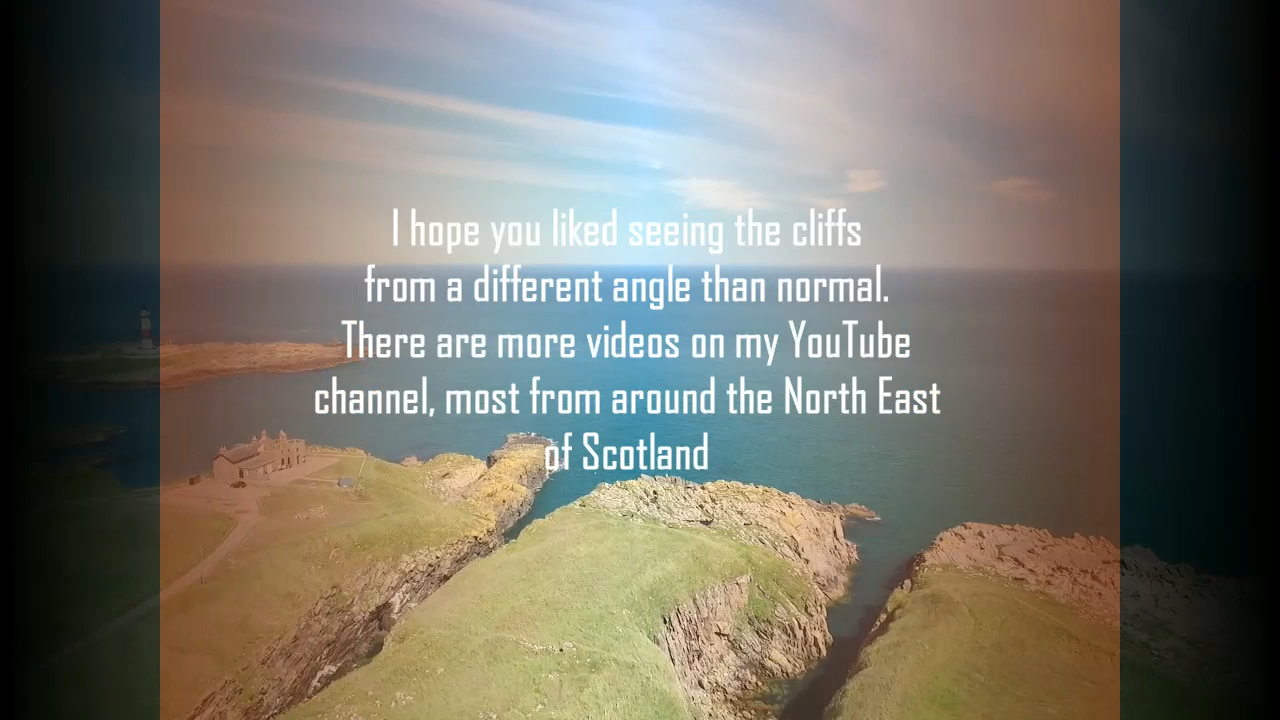 I hope you liked seeing the cliffs
from a different angle than normal.
There are more videos on my YouTube
channel, most from around the North East
of Scotland